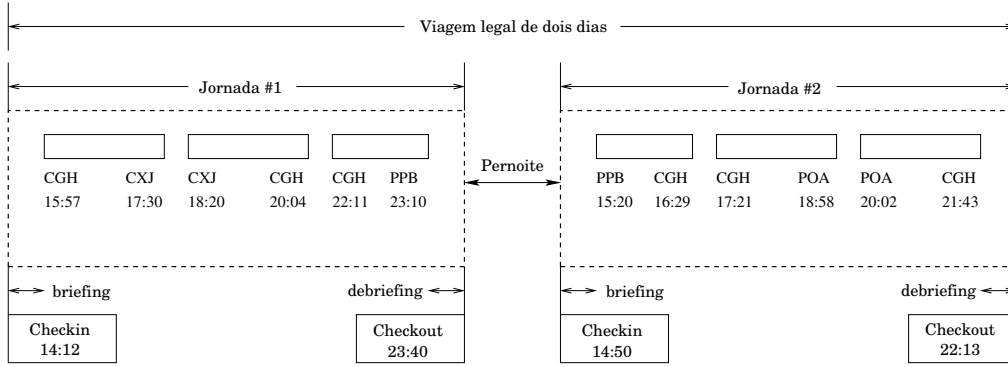 Viagem legal de dois dias
Jornada #1
Jornada #2
Pernoite
CGH CXJ CXJ CGH CGH PPB
15:57 17:30 18:20 20:04 22:11 23:10
PPB CGH CGH POA POA CGH
15:20 16:29 17:21 18:58 20:02 21:43
briefing debriefing briefing debriefing
Checkin
14:12
Checkout
23:40
Checkin
14:50
Checkout
22:13